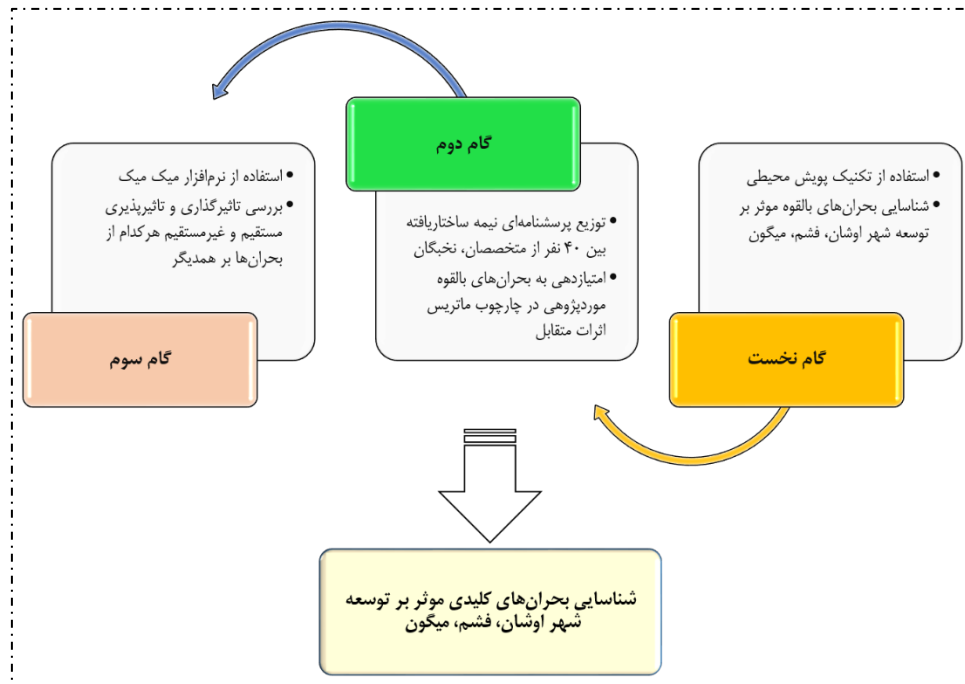 گام نخست
• استفاده از تکنیک پویش محیطی
• شناسایی بحران‌های بالقوه موثر بر
توسعه شهر اوشان، فشم، میگون
گام دوم
• توزیع پرسشنامه‌ای نیمه ساختاریافته
بین ۴۰ نفر از متخصصان، نخبگان
• امتیازدهی به بحران‌های بالقوه
موردپژوهی در چارچوب ماتریس
اثرات متقابل
گام سوم
• استفاده از نرم‌افزار میک میک
• بررسی تاثیرگذاری و تاثیرپذیری
مستقیم و غیرمستقیم هرکدام از
بحران‌ها بر همدیگر
شناسایی بحران‌های کلیدی موثر بر توسعه
شهر اوشان، فشم، میگون